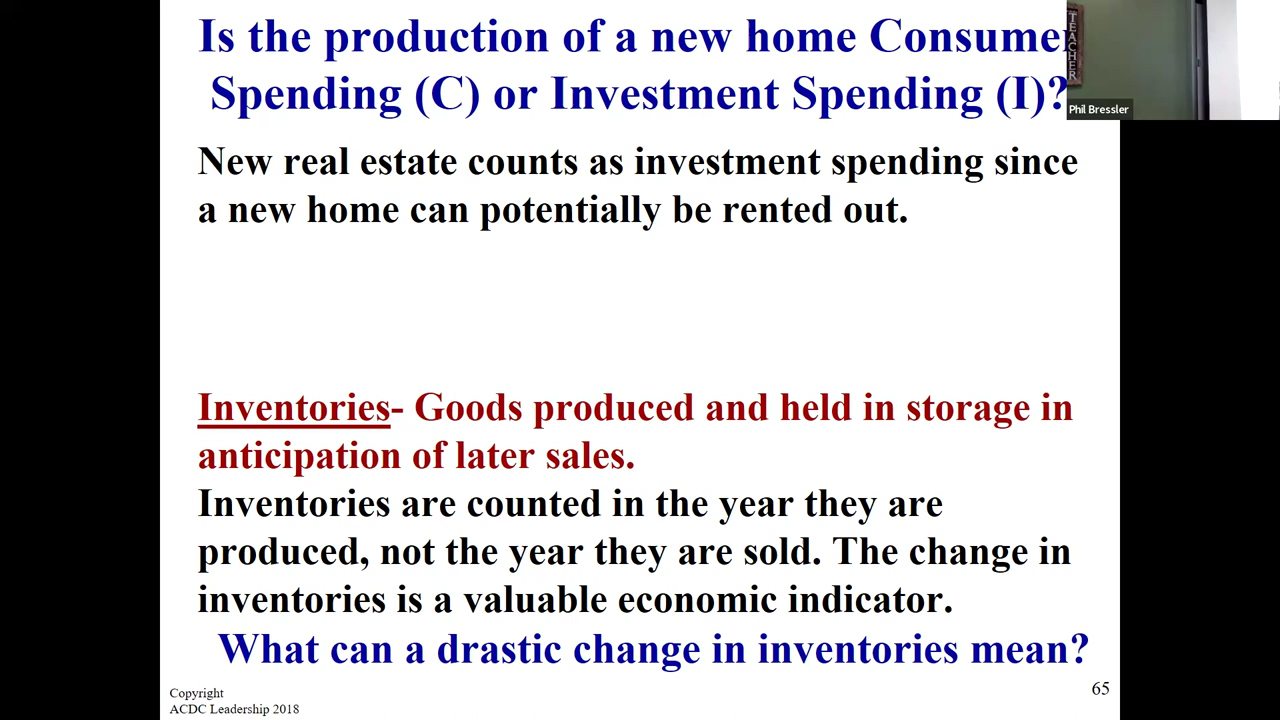 Is the production of a new home Consumer
Spending (C) or Investment Spending (I)?
TEACHER
Phil Bressler
New real estate counts as investment spending since
a new home can potentially be rented out.
Inventories- Goods produced and held in storage in
anticipation of later sales.
Inventories are counted in the year they are
produced, not the year they are sold. The change in
inventories is a valuable economic indicator.
What can a drastic change in inventories mean?
Copyright
ACDC Leadership 2018
65